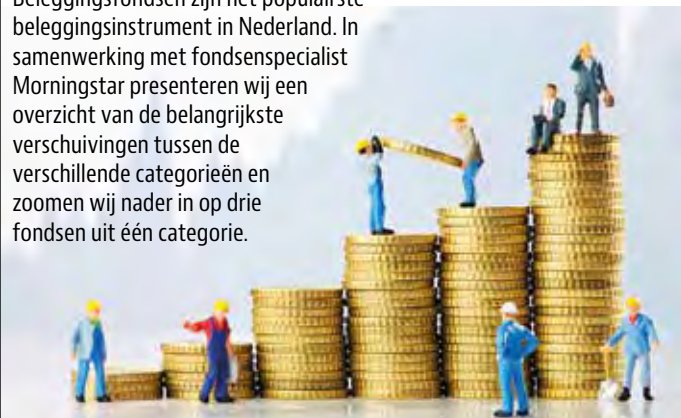 Beleggingsfondsen zijn het populairste
beleggingsinstrument in Nederland. In
samenwerking met fondsenspecialist
Morningstar presenteren wij een
overzicht van de belangrijkste
verschuivingen tussen de
verschillende categorieën en
zoomen wij nader in op drie
fondsen uit één categorie.